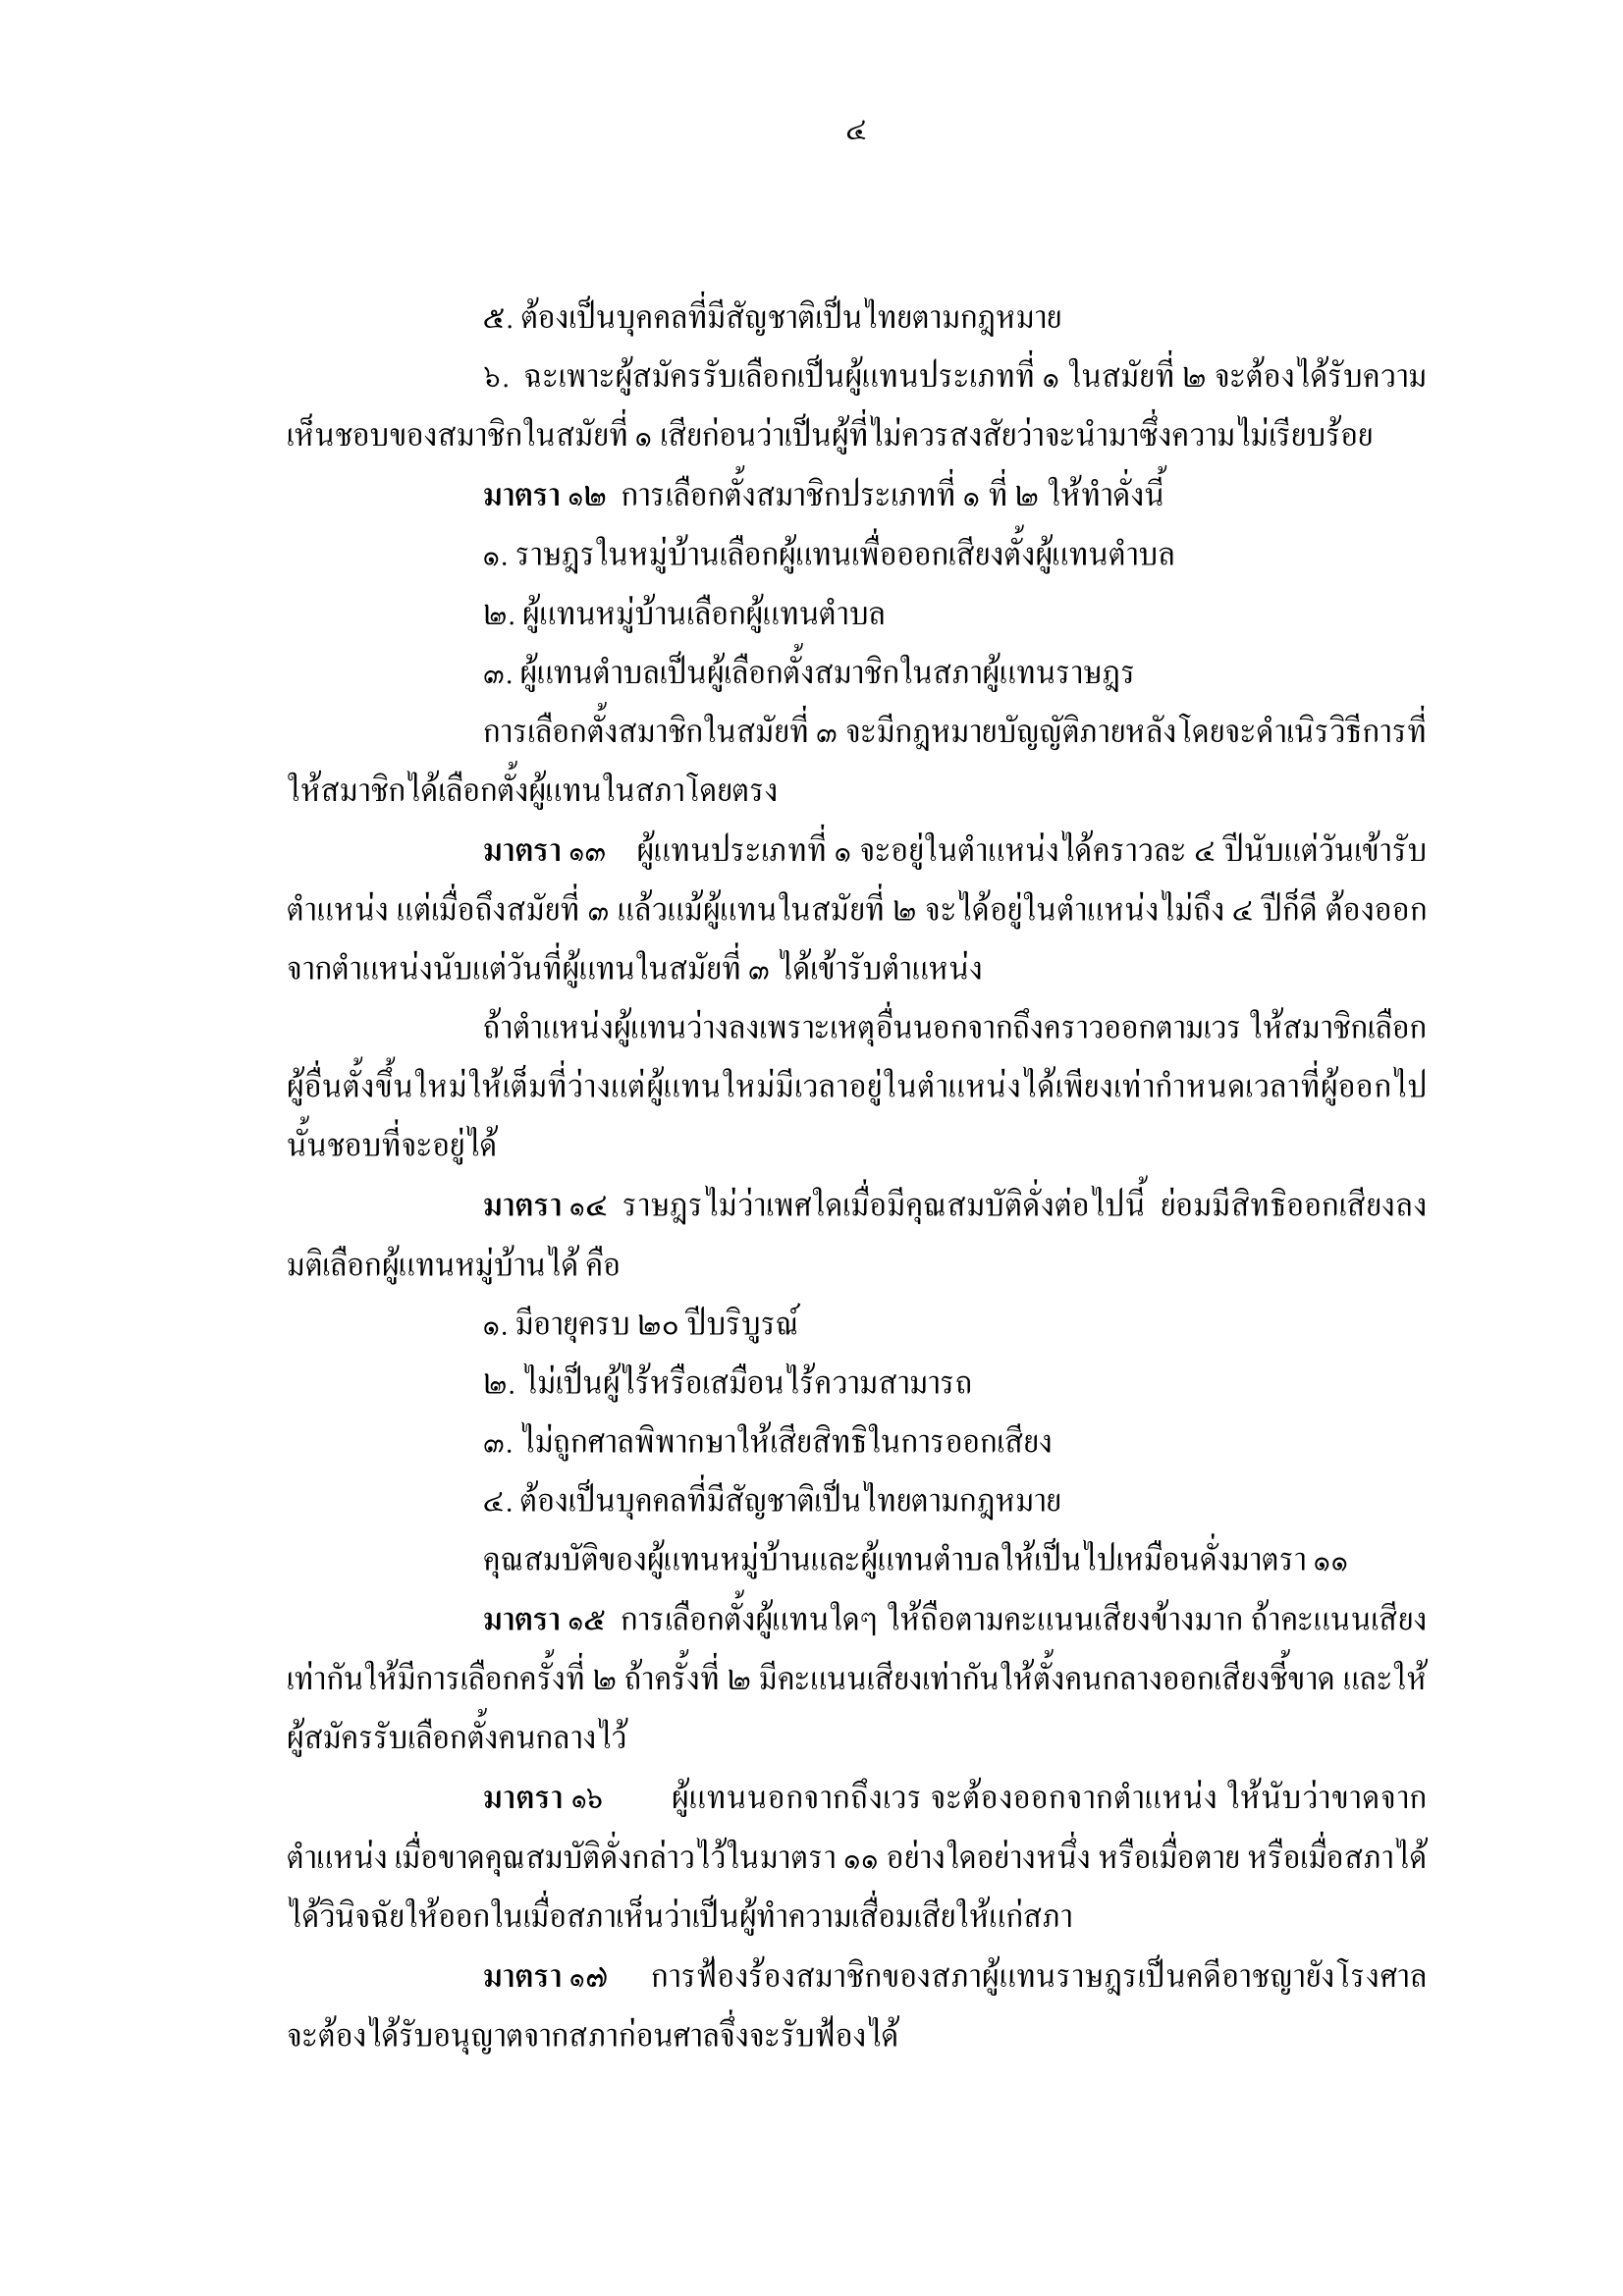 ๔
๕. ต้องเป็นบุคคลที่มีสัญชาติเป็นไทยตามกฎหมาย
๖. ฉะเพาะผู้สมัครรับเลือกเป็นผู้แทนประเภทที่ ๑ ในสมัยที่ ๒ จะต้องได้รับความ
เห็นชอบของสมาชิกในสมัยที่ ๑ เสียก่อนว่าเป็นผู้ที่ไม่ควรสงสัยว่าจะนำมาซึ่งความไม่เรียบร้อย
มาตรา ๑๒ การเลือกตั้งสมาชิกประเภทที่ ๑ ที่ ๒ ให้ทำดั่งนี้
๑. ราษฎรในหมู่บ้านเลือกผู้แทนเพื่อออกเสียงตั้งผู้แทนตำบล
๒. ผู้แทนหมู่บ้านเลือกผู้แทนตำบล
๓. ผู้แทนตำบลเป็นผู้เลือกตั้งสมาชิกในสภาผู้แทนราษฎร
การเลือกตั้งสมาชิกในสมัยที่ ๓ จะมีกฎหมายบัญญัติภายหลังโดยจะดำเนิรวิธีการที่
ให้สมาชิกได้เลือกตั้งผู้แทนในสภาโดยตรง
มาตรา ๑๓ ผู้แทนประเภทที่ ๑ จะอยู่ในตำแหน่งได้คราวละ ๔ ปีนับแต่วันเข้ารับ
ตำแหน่ง แต่เมื่อถึงสมัยที่ ๓ แล้วแม้ผู้แทนในสมัยที่ ๒ จะได้อยู่ในตำแหน่งไม่ถึง ๔ ปีก็ดี ต้องออก
จากตำแหน่งนับแต่วันที่ผู้แทนในสมัยที่ ๓ ได้เข้ารับตำแหน่ง
ถ้าตำแหน่งผู้แทนว่างลงเพราะเหตุอื่นนอกจากถึงคราวออกตามเวร ให้สมาชิกเลือก
ผู้อื่นตั้งขึ้นใหม่ให้เต็มที่ว่างแต่ผู้แทนใหม่มีเวลาอยู่ในตำแหน่งได้เพียงเท่ากำหนดเวลาที่ผู้ออกไป
นั้นชอบที่จะอยู่ได้
มาตรา ๑๔ ราษฎรไม่ว่าเพศใดเมื่อมีคุณสมบัติดั่งต่อไปนี้ ย่อมมีสิทธิออกเสียงลง
มติเลือกผู้แทนหมู่บ้านได้ คือ
๑. มีอายุครบ ๒๐ ปีบริบูรณ์
๒. ไม่เป็นผู้ไร้หรือเสมือนไร้ความสามารถ
๓. ไม่ถูกศาลพิพากษาให้เสียสิทธิในการออกเสียง
๔. ต้องเป็นบุคคลที่มีสัญชาติเป็นไทยตามกฎหมาย
คุณสมบัติของผู้แทนหมู่บ้านและผู้แทนตำบลให้เป็นไปเหมือนดั่งมาตรา ๑๑
มาตรา ๑๕ การเลือกตั้งผู้แทนใดๆ ให้ถือตามคะแนนเสียงข้างมาก ถ้าคะแนนเสียง
เท่ากันให้มีการเลือกครั้งที่ ๒ ถ้าครั้งที่ ๒ มีคะแนนเสียงเท่ากันให้ตั้งคนกลางออกเสียงชี้ขาด และให้
ผู้สมัครรับเลือกตั้งคนกลางไว้
มาตรา ๑๖ ผู้แทนนอกจากถึงเวร จะต้องออกจากตำแหน่ง ให้นับว่าขาดจาก
ตำแหน่ง เมื่อขาดคุณสมบัติดั่งกล่าวไว้ในมาตรา ๑๑ อย่างใดอย่างหนึ่ง หรือเมื่อตาย หรือเมื่อสภาได้
ได้วินิจฉัยให้ออกในเมื่อสภาเห็นว่าเป็นผู้ทำความเสื่อมเสียให้แก่สภา
มาตรา ๑๗ การฟ้องร้องสมาชิกของสภาผู้แทนราษฎรเป็นคดีอาชญายังโรงศาล
จะต้องได้รับอนุญาตจากสภาก่อนศาลจึ่งจะรับฟ้องได้